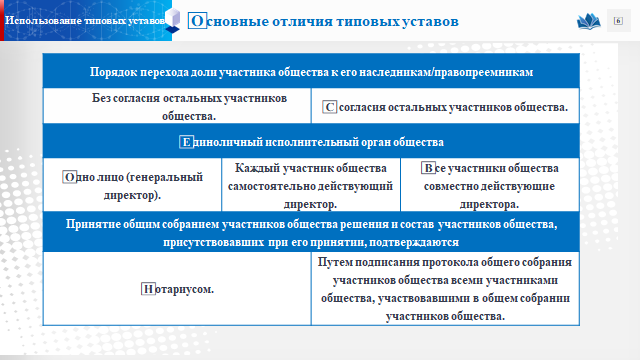 Использование типовых уставов
Основные отличия типовых уставов
6
Порядок перехода доли участника общества к его наследникам/правопреемникам
Без согласия остальных участников
общества.
С согласия остальных участников общества.
Единоличный исполнительный орган общества
Одно лицо (генеральный
директор).
Каждый участник общества
самостоятельно действующий
директор.
Все участники общества
совместно действующие
директора.
Принятие общим собранием участников общества решения и состав участников общества,
присутствовавших при его принятии, подтверждаются
Нотариусом.
Путем подписания протокола общего собрания
участников общества всеми участниками
общества, участвовавшими в общем собрании
участников общества.